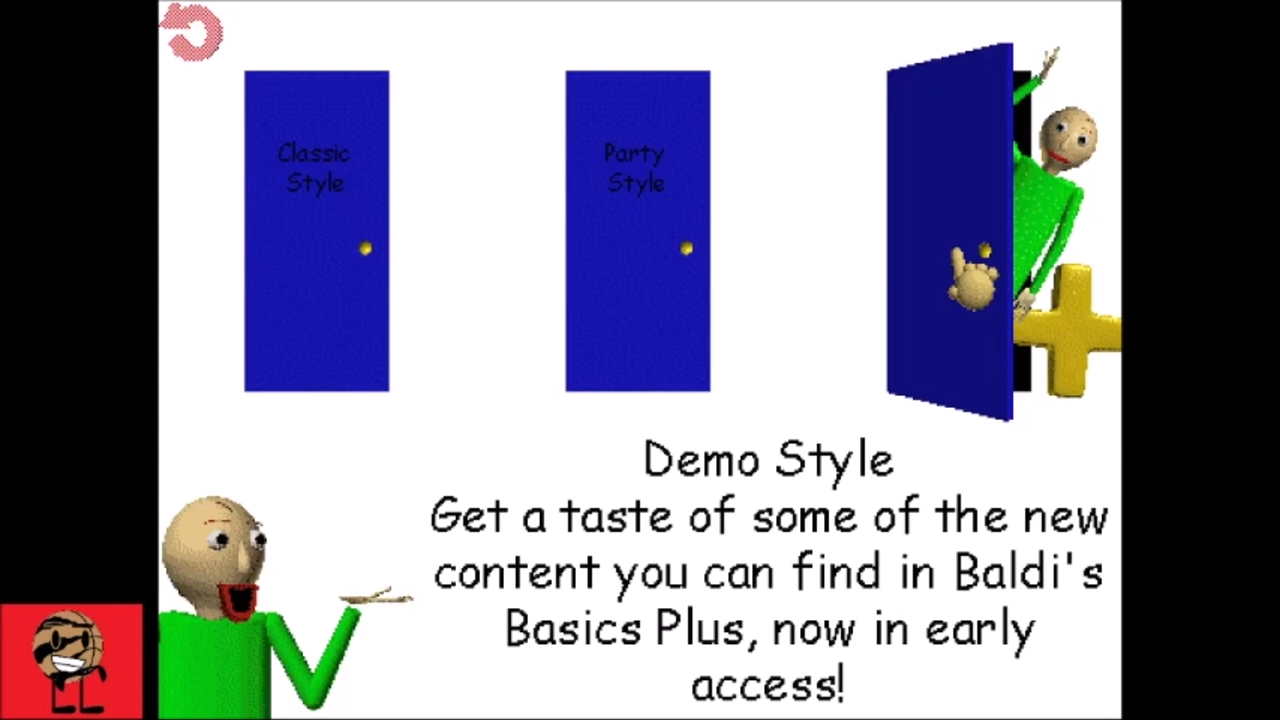 Classic
Style
Party
Style
Demo Style
Get a taste of some of the new
content you can find in Baldi's
Basics Plus, now in early
access!